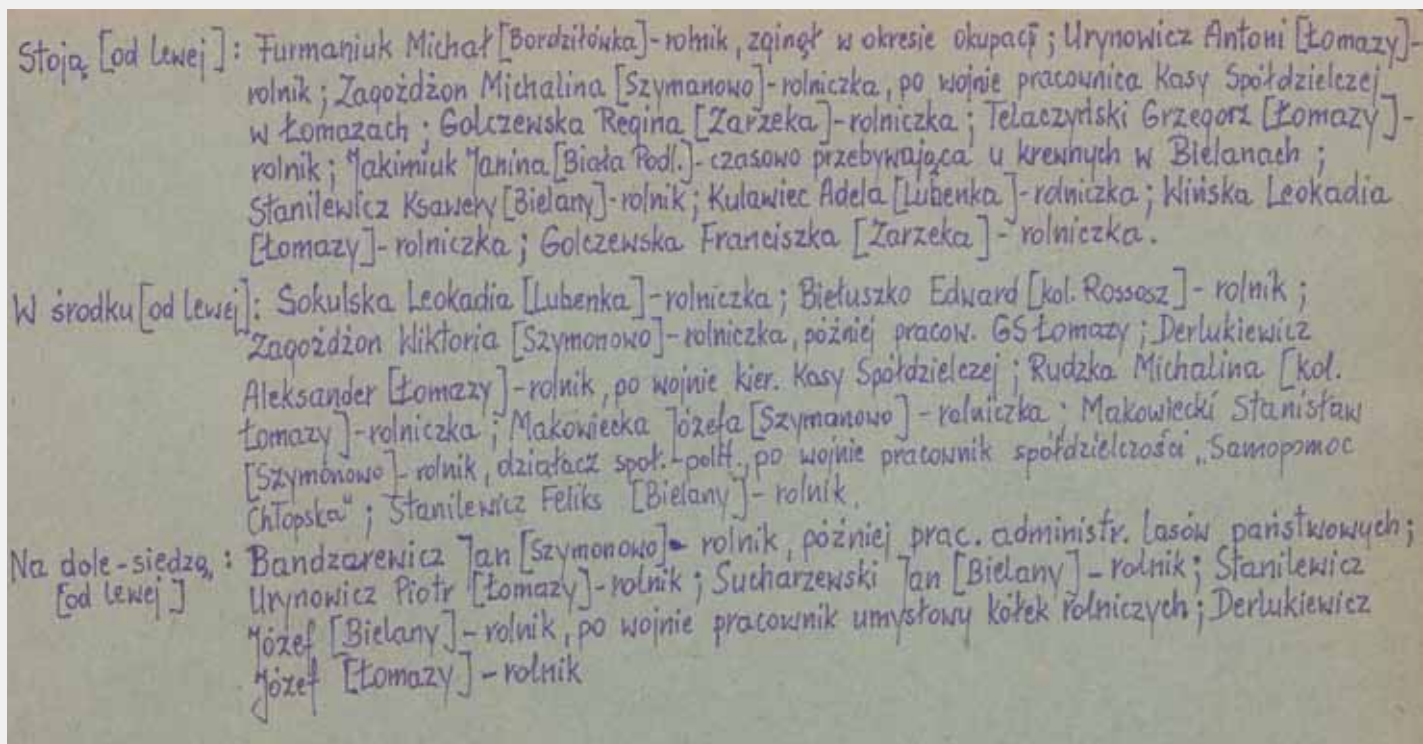 Stoją [od lewej]: Furmaniuk Michał [Bordziłówka]-rolnik, zginął w okresie okupacji; Urynowicz Antoni [Łomazy]-
rolnik; Zagożdżon Michalina [Szymanowo]-rolniczka, po wojnie pracownica Kasy Spółdzielczej
w Łomazach; Golczewska Regina [Zarzeka]-rolniczka; Telaczyński Grzegorz [Łomazy]-
rolnik; Jakimiuk Janina [Biała Podl.]-czasowo przebywająca u krewnych w Bielanach;
Stanilewicz Ksawery [Bielany]-rolnik; Kulawiec Adela [Lubenka]-rolniczka; Wińska Leokadia
[Łomazy]-rolniczka; Golczewska Franciszka [Zarzeka]-rolniczka.
W środku [od lewej]: Sokulska Leokadia [Lubenka]-rolniczka; Biełuszko Edward [kol. Rossosz]-rolnik;
Zagożdżon Wiktoria [Szymonowo]-rolniczka, później pracow. GS Łomazy; Derlukiewicz
Aleksander [Łomazy]-rolnik, po wojnie kier. Kasy Spółdzielczej; Rudzka Michalina [kol.
Łomazy]-rolniczka; Makowiecka Józefa [Szymanowo]-rolniczka; Makowiecki Stanisław
[Szymonowo]-rolnik, działacz społ.-polit., po wojnie pracownik spółdzielczości „Samopomoc
Chłopska"; Stanilewicz Feliks [Bielany]-rolnik.
Na dole-siedzą: Bandzarewicz Jan [Szymonowo]-rolnik, później prac. administr. Lasów państwowych;
[od lewej] Urynowicz Piotr [Łomazy]-rolnik; Sucharzewski Jan [Bielany]-rolnik; Stanilewicz
Józef [Bielany]-rolnik, po wojnie pracownik umysłowy kółek rolniczych; Derlukiewicz
Józef [Łomazy]-rolnik